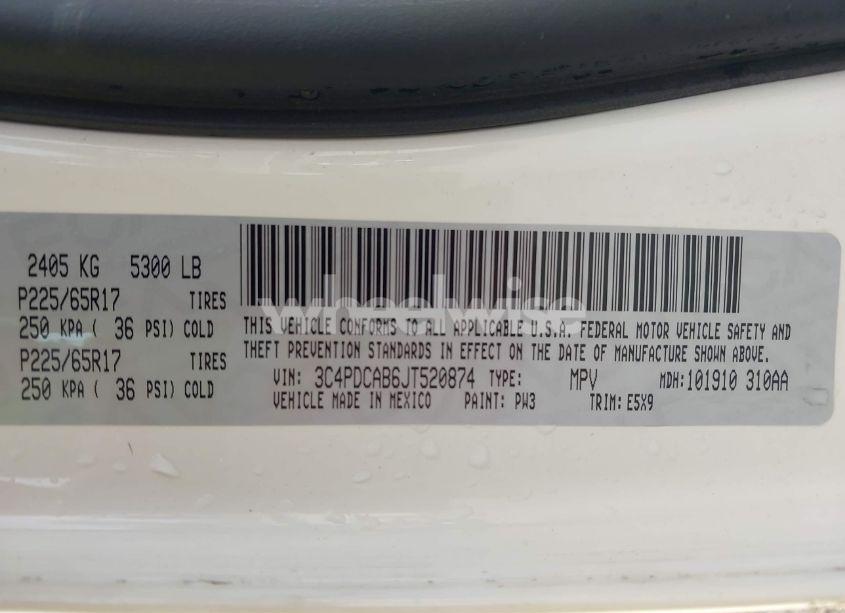 2405 KG 5300 LB
P225/65R17 TIRES
250 KPA ( 36 PSI) COLD
P225/65R17 TIRES
250 KPA ( 36 PSI) COLD
wheelwise
THIS VEHICLE CONFORMS TO ALL APPLICABLE U.S.A. FEDERAL MOTOR VEHICLE SAFETY AND
THEFT PREVENTION STANDARDS IN EFFECT ON THE DATE OF MANUFACTURE SHOWN ABOVE.
VIN: 3C4PDCAB6JT520874 TYPE: MPV MDH: 101910 310AA
VEHICLE MADE IN MEXICO PAINT: PW3 TRIM: E5X9